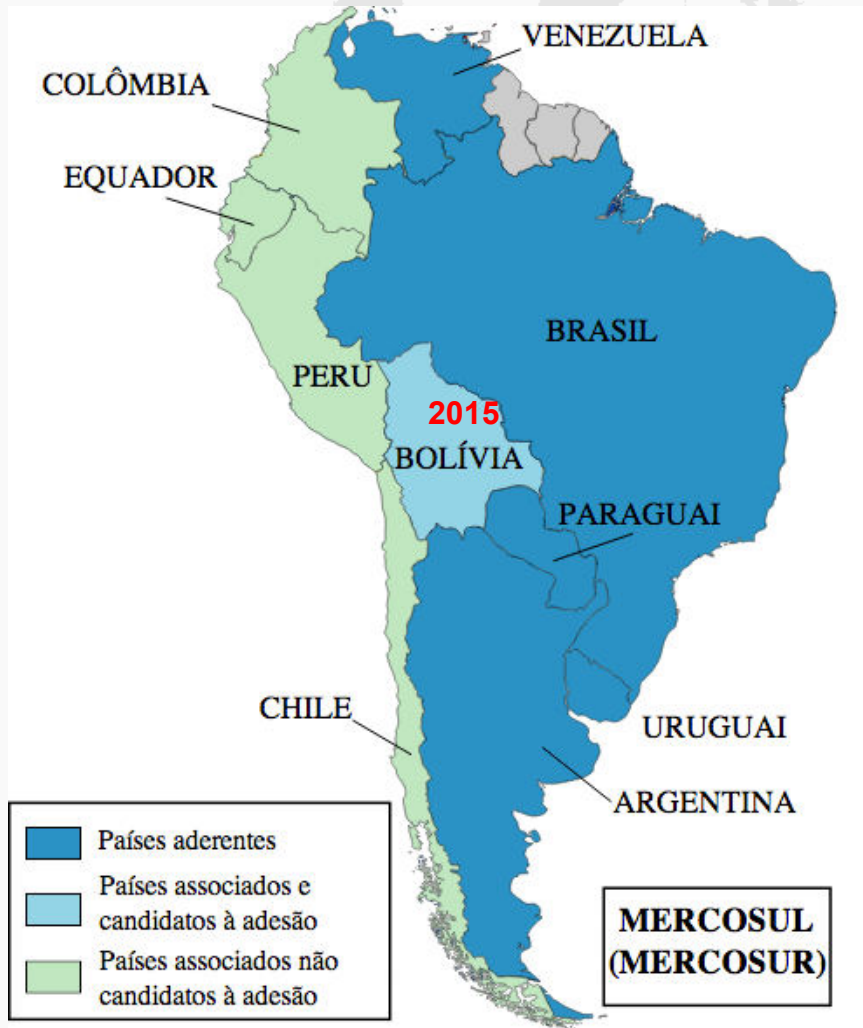 VENEZUELA
COLÔMBIA
EQUADOR
BRASIL
PERU
2015
BOLÍVIA
PARAGUAI
CHILE
URUGUAI
ARGENTINA
Países aderentes
Países associados e
candidatos à adesão
Países associados não
candidatos à adesão
MERCOSUL
(MERCOSUR)